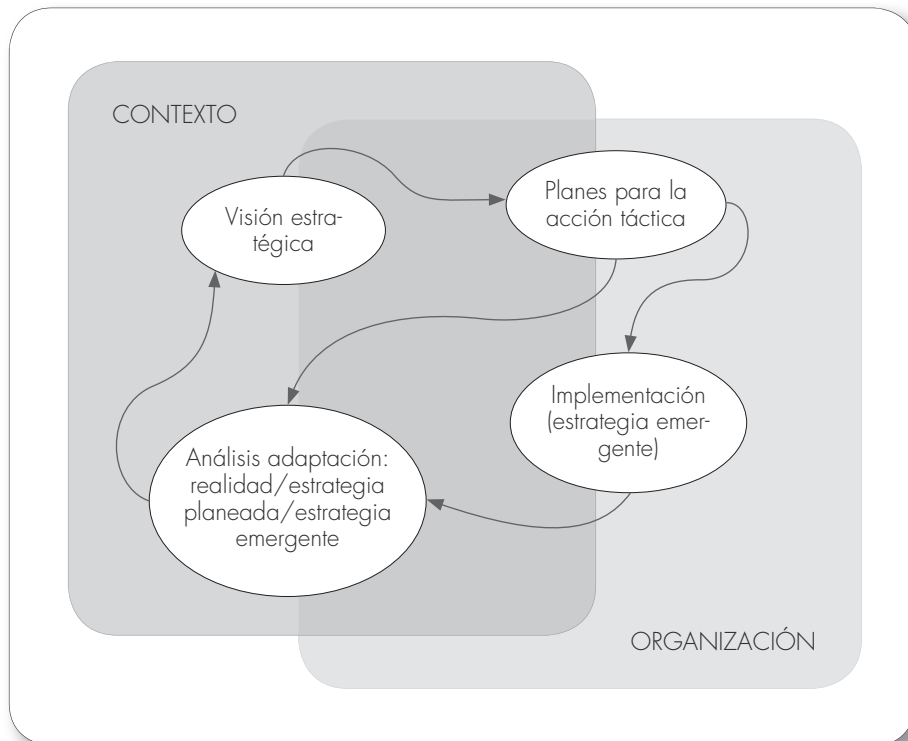 CONTEXTO
Visión estra-
tégica
Planes para la
acción táctica
Implementación
(estrategia emer-
gente)
Análisis adaptación:
realidad/estrategia
planeada/estrategia
emergente
ORGANIZACIÓN